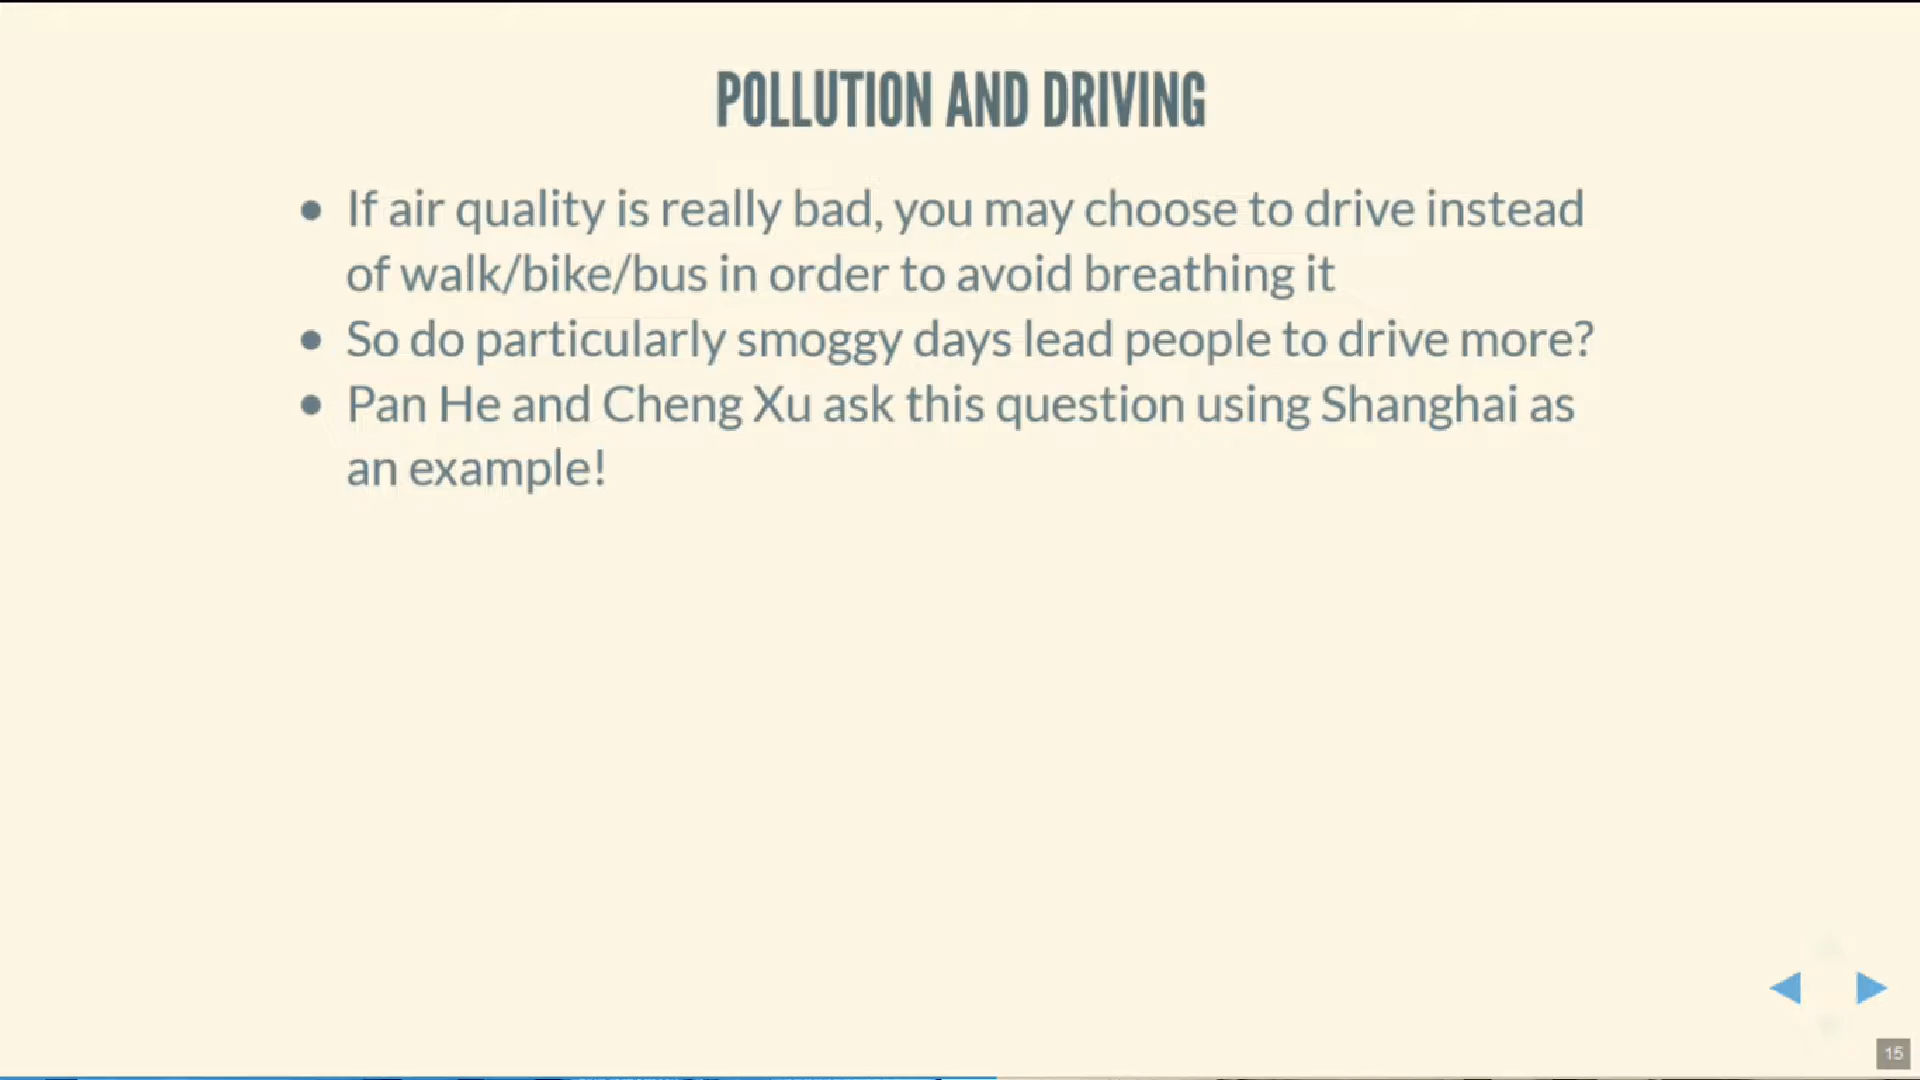 POLLUTION AND DRIVING
If air quality is really bad, you may choose to drive instead
of walk/bike/bus in order to avoid breathing it
So do particularly smoggy days lead people to drive more?
Pan He and Cheng Xu ask this question using Shanghai as
an example!
15